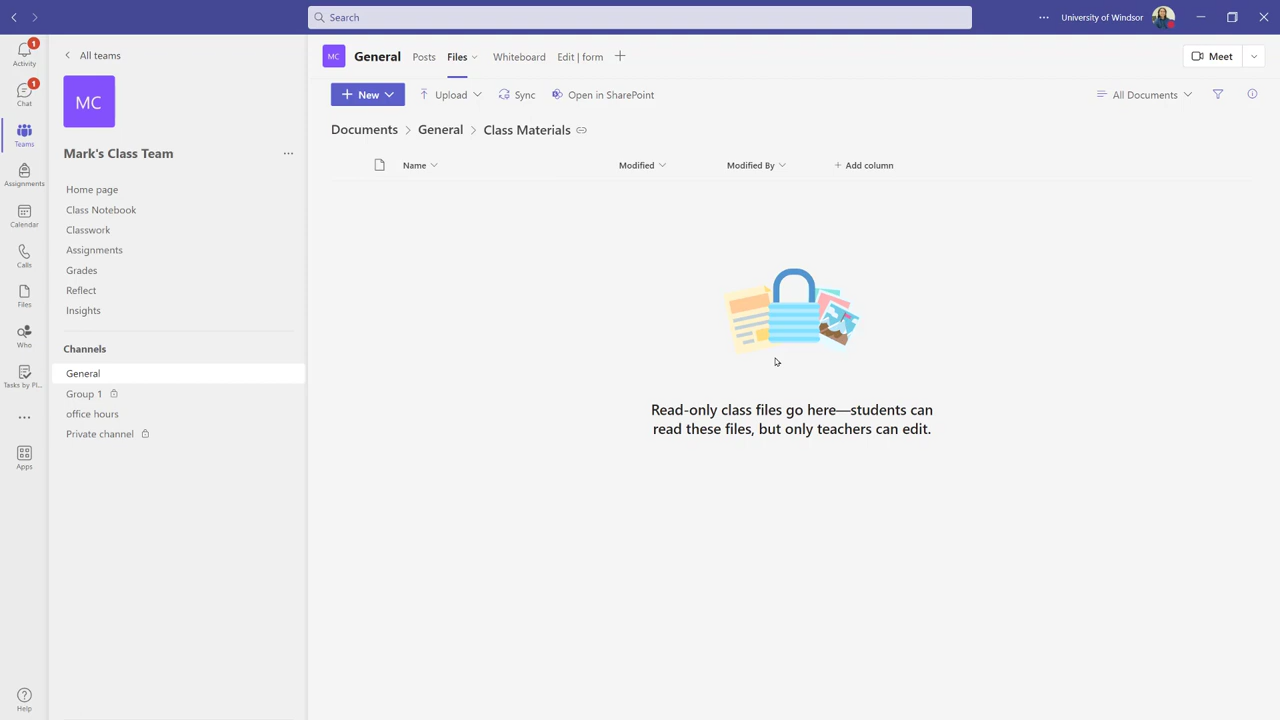 Search
University of Windsor
Activity
1
Chat
1
Teams
Assignments
Calendar
Calls
Files
Who
Tasks by Pl...
Apps
Help
All teams
MC
Mark's Class Team
Home page
Class Notebook
Classwork
Assignments
Grades
Reflect
Insights
Channels
General
Group 1
office hours
Private channel
MC General Posts Files Whiteboard Edit | form
Meet
New Upload Sync Open in SharePoint
All Documents
Documents > General > Class Materials
Name Modified Modified By + Add column
Read-only class files go here—students can
read these files, but only teachers can edit.